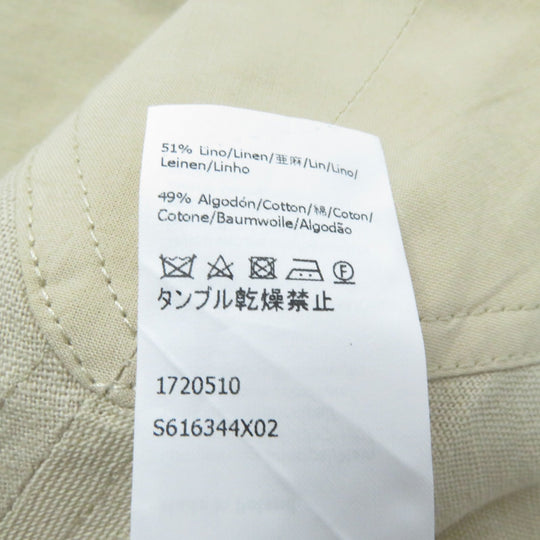 51% Lino/Linen/亜麻/Lin/Lino/
Leinen/Linho
49% Algodón/Cotton/綿/Coton/
Cotone/Baumwolle/Algodão
F
タンブル乾燥禁止
1720510
S616344X02